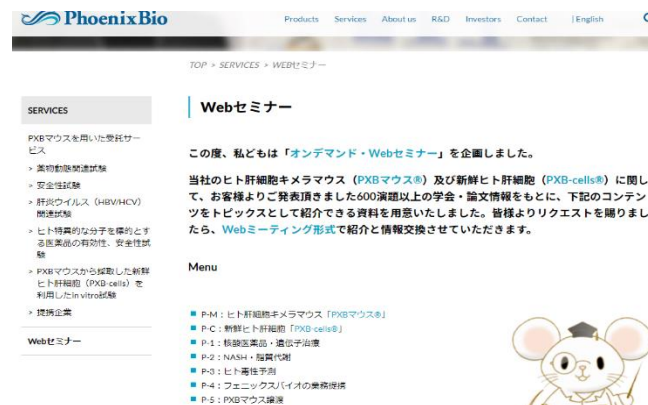 PhoenixBio
Products Services About us R&D Investors Contact | English
TOP > SERVICES > WEBセミナー
SERVICES
PXBマウスを用いた受託サー
ビス
> 薬物動態関連試験
> 安全性試験
> 肝炎ウイルス（HBV/HCV）
関連試験
> ヒト特異的な分子を標的とす
る医薬品の有効性、安全性試
験
> PXBマウスから採取した新鮮
ヒト肝細胞（PXB-cells）を
利用したin vitro試験
> 提携企業
Webセミナー
Webセミナー
この度、私どもは「オンデマンド・Webセミナー」を企画しました。
当社のヒト肝細胞キメラマウス（PXBマウス®）及び新鮮ヒト肝細胞（PXB-cells®）に関し
て、お客様よりご発表頂きました600演題以上の学会・論文情報をもとに、下記のコンテン
ツをトピックスとして紹介できる資料を用意いたしました。皆様よりリクエストを賜りまし
たら、Webミーティング形式で紹介と情報交換させていただきます。
Menu
P-M：ヒト肝細胞キメラマウス「PXBマウス®」
P-C：新鮮ヒト肝細胞「PXB-cells®」
P-1：核酸医薬品・遺伝子治療
P-2：NASH・脂質代謝
P-3：ヒト毒性予測
P-4：フェニックスバイオの業務提携
P-5：PXBマウス譲渡